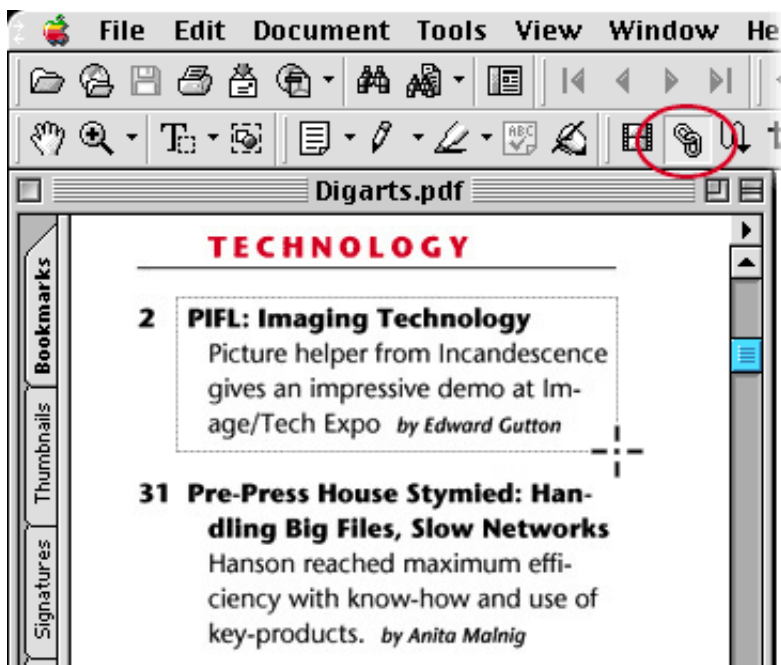 File Edit Document Tools View Window He
ABC
Digarts.pdf
Bookmarks
Thumbnails
Signatures
TECHNOLOGY
2 PIFL: Imaging Technology
Picture helper from Incandescence
gives an impressive demo at Im-
age/Tech Expo by Edward Gutton
31 Pre-Press House Stymied: Han-
dling Big Files, Slow Networks
Hanson reached maximum effi-
ciency with know-how and use of
key-products. by Anita Malnig